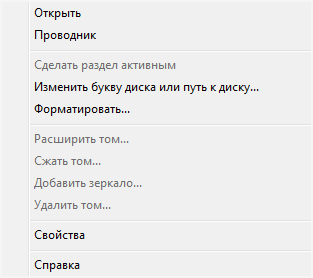 Открыть
Проводник
Сделать раздел активным
Изменить букву диска или путь к диску...
Форматировать...
Расширить том...
Сжать том...
Добавить зеркало...
Удалить том...
Свойства
Справка